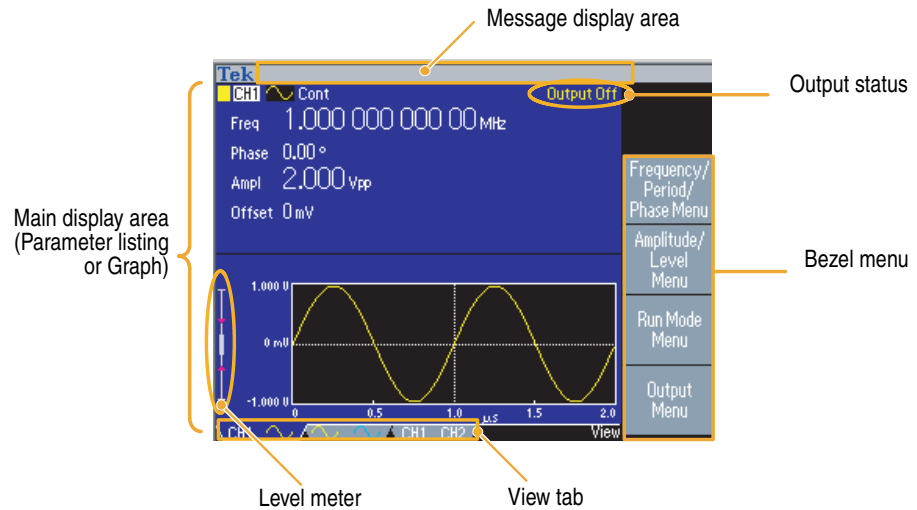 Message display area
Output status
Tek
CH1 Cont Output Off
Freq 1.000 000 000 00 MHz
Phase 0.00 °
Ampl 2.000 Vpp
Offset 0 mV
Frequency/
Period/
Phase Menu
Amplitude/
Level
Menu
Run Mode
Menu
Output
Menu
Main display area
(Parameter listing
or Graph)
Bezel menu
1.000 V
0 mV
-1.000 V
0 0.5 1.0 µs 1.5 2.0
CH1 CH1 CH2 View
Level meter
View tab